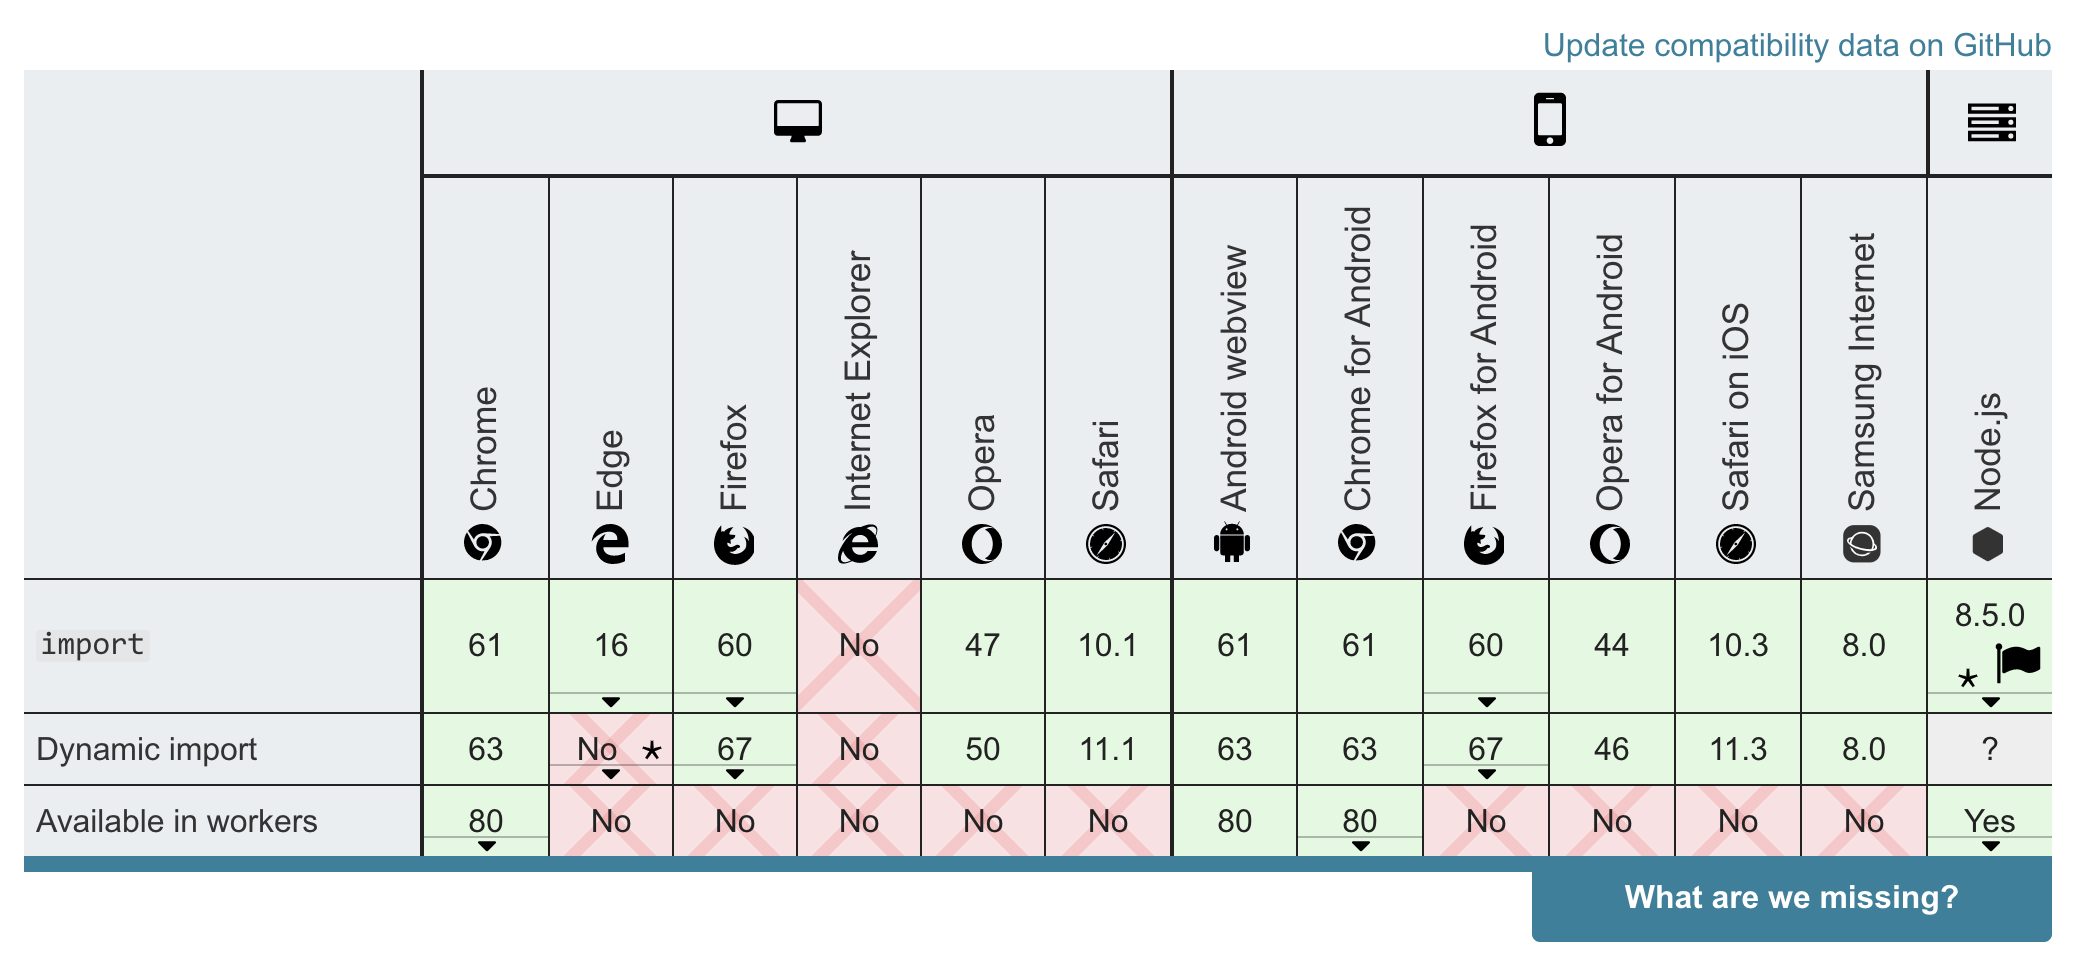 Update compatibility data on GitHub
Chrome
Edge
Firefox
Internet Explorer
Opera
Safari
Android webview
Chrome for Android
Firefox for Android
Opera for Android
Safari on iOS
Samsung Internet
Node.js
import 61 16 60 No 47 10.1 61 61 60 44 10.3 8.0 8.5.0 *
Dynamic import 63 No * 67 No 50 11.1 63 63 67 46 11.3 8.0 ?
Available in workers 80 No No No No No 80 80 No No No No Yes
What are we missing?